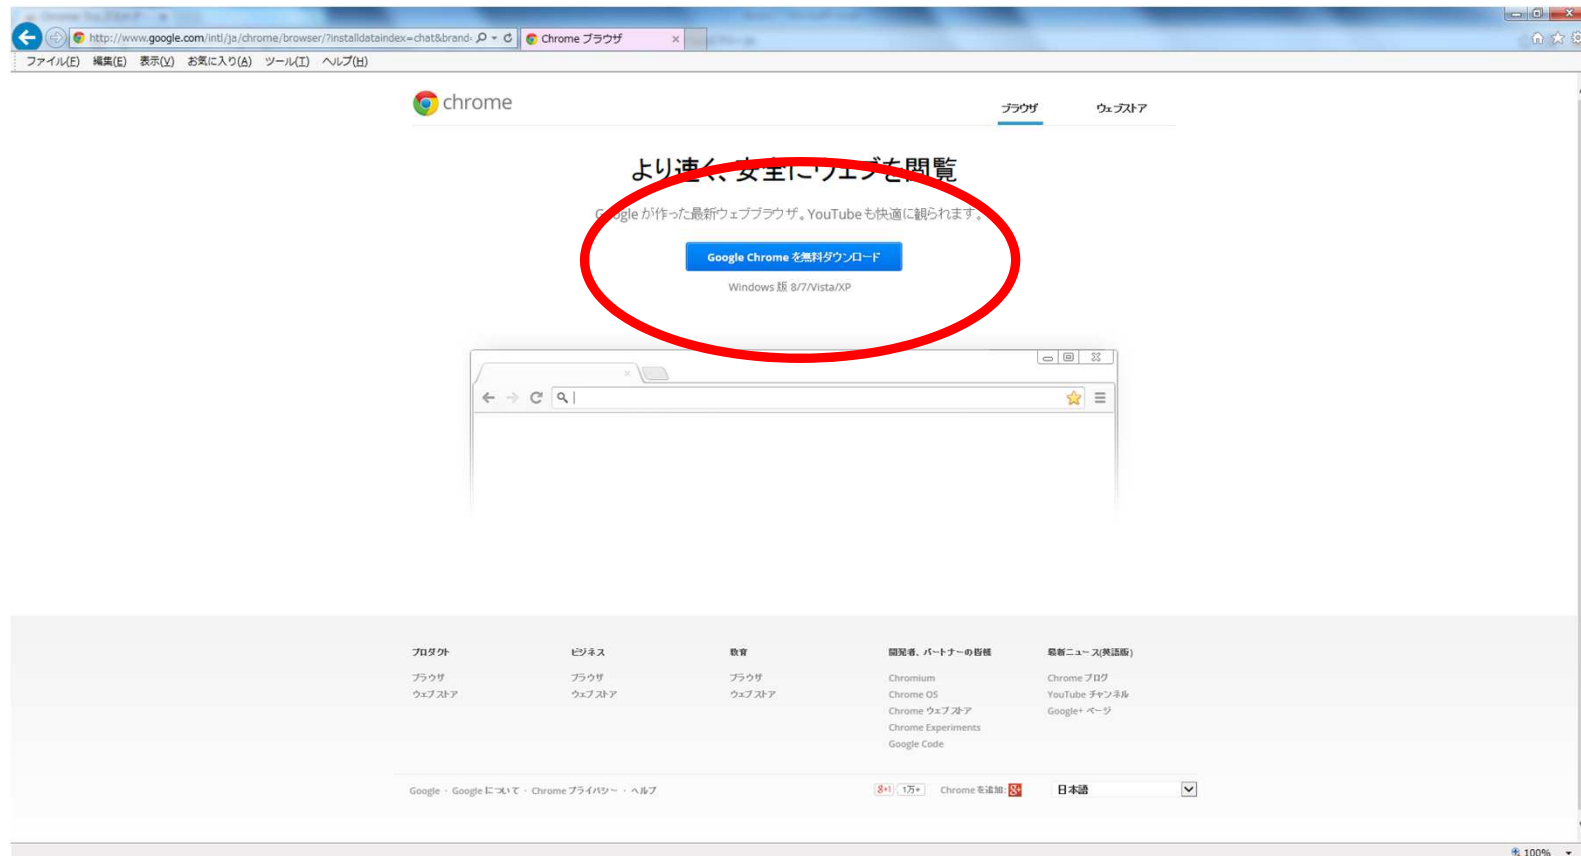 http://www.google.com/intl/ja/chrome/browser/?installdataindex=chat&brand=
Chrome ブラウザ
ファイル(F) 編集(E) 表示(V) お気に入り(A) ツール(T) ヘルプ(H)
chrome
ブラウザ ウェブストア
より速く、安全にウェブを閲覧
Google が作った最新ウェブブラウザ。YouTube も快適に観られます。
Google Chrome を無料ダウンロード
Windows 版 8/7/Vista/XP
プロダクト ビジネス 教育 開発者、パートナーの皆様 最新ニュース(英語版)
ブラウザ ブラウザ ブラウザ Chromium Chrome ブログ
ウェブストア ウェブストア ウェブストア Chrome OS YouTube チャンネル
Chrome ウェブストア Google+ ページ
Chrome Experiments
Google Code
Google · Google について · Chrome プライバシー · ヘルプ
g+1 1万+ Chrome を追加: g+ 日本語
100%